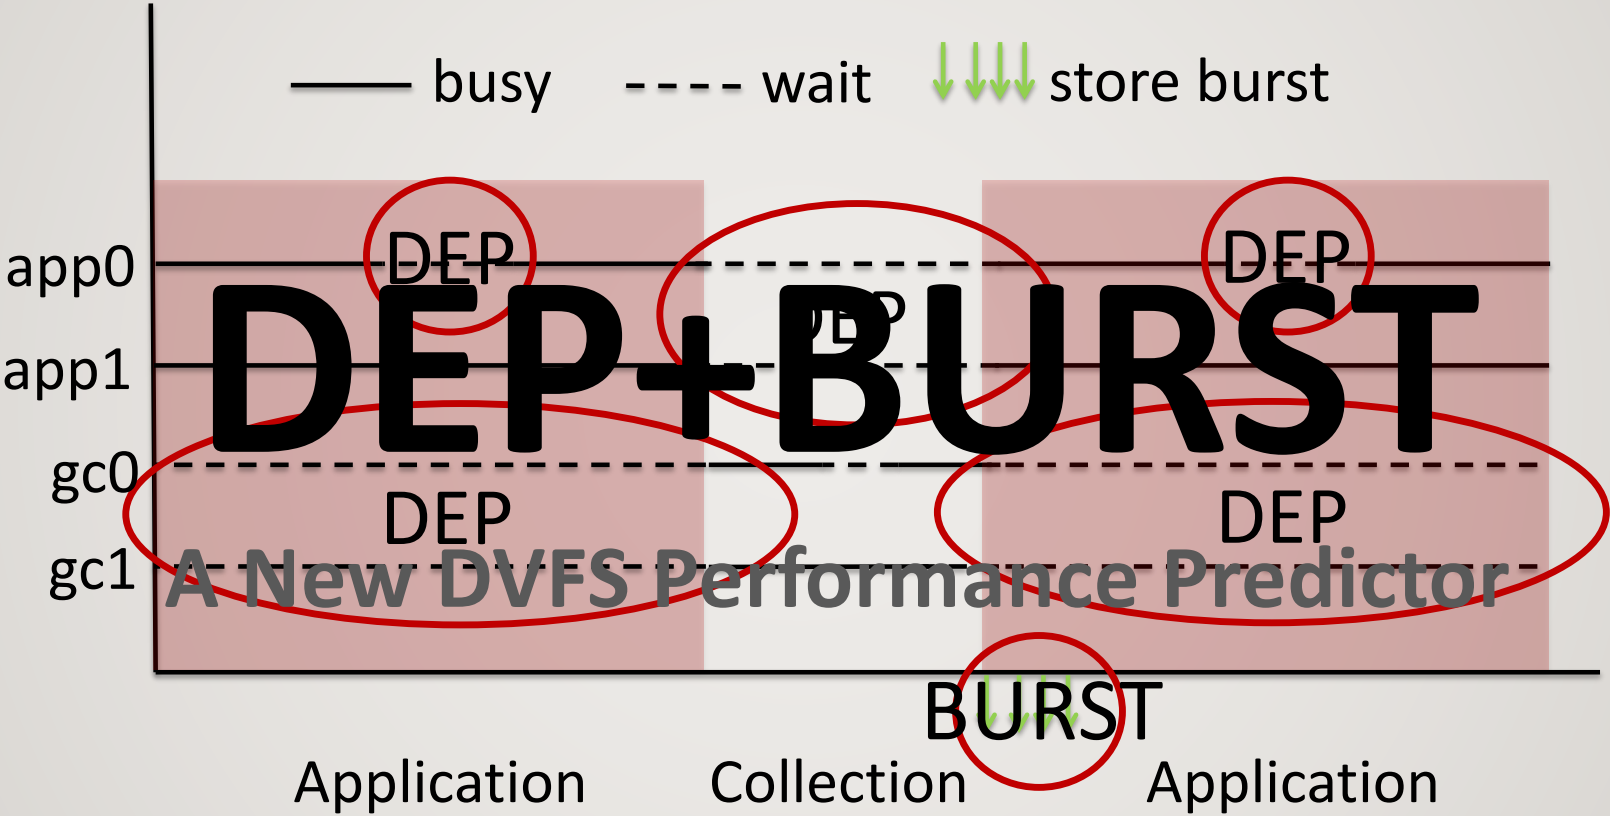 busy wait store burst
DEP DEP
app0
DEP
DEP+BURST
app1
gc0
DEP DEP
gc1
A New DVFS Performance Predictor
BURST
Application Collection Application